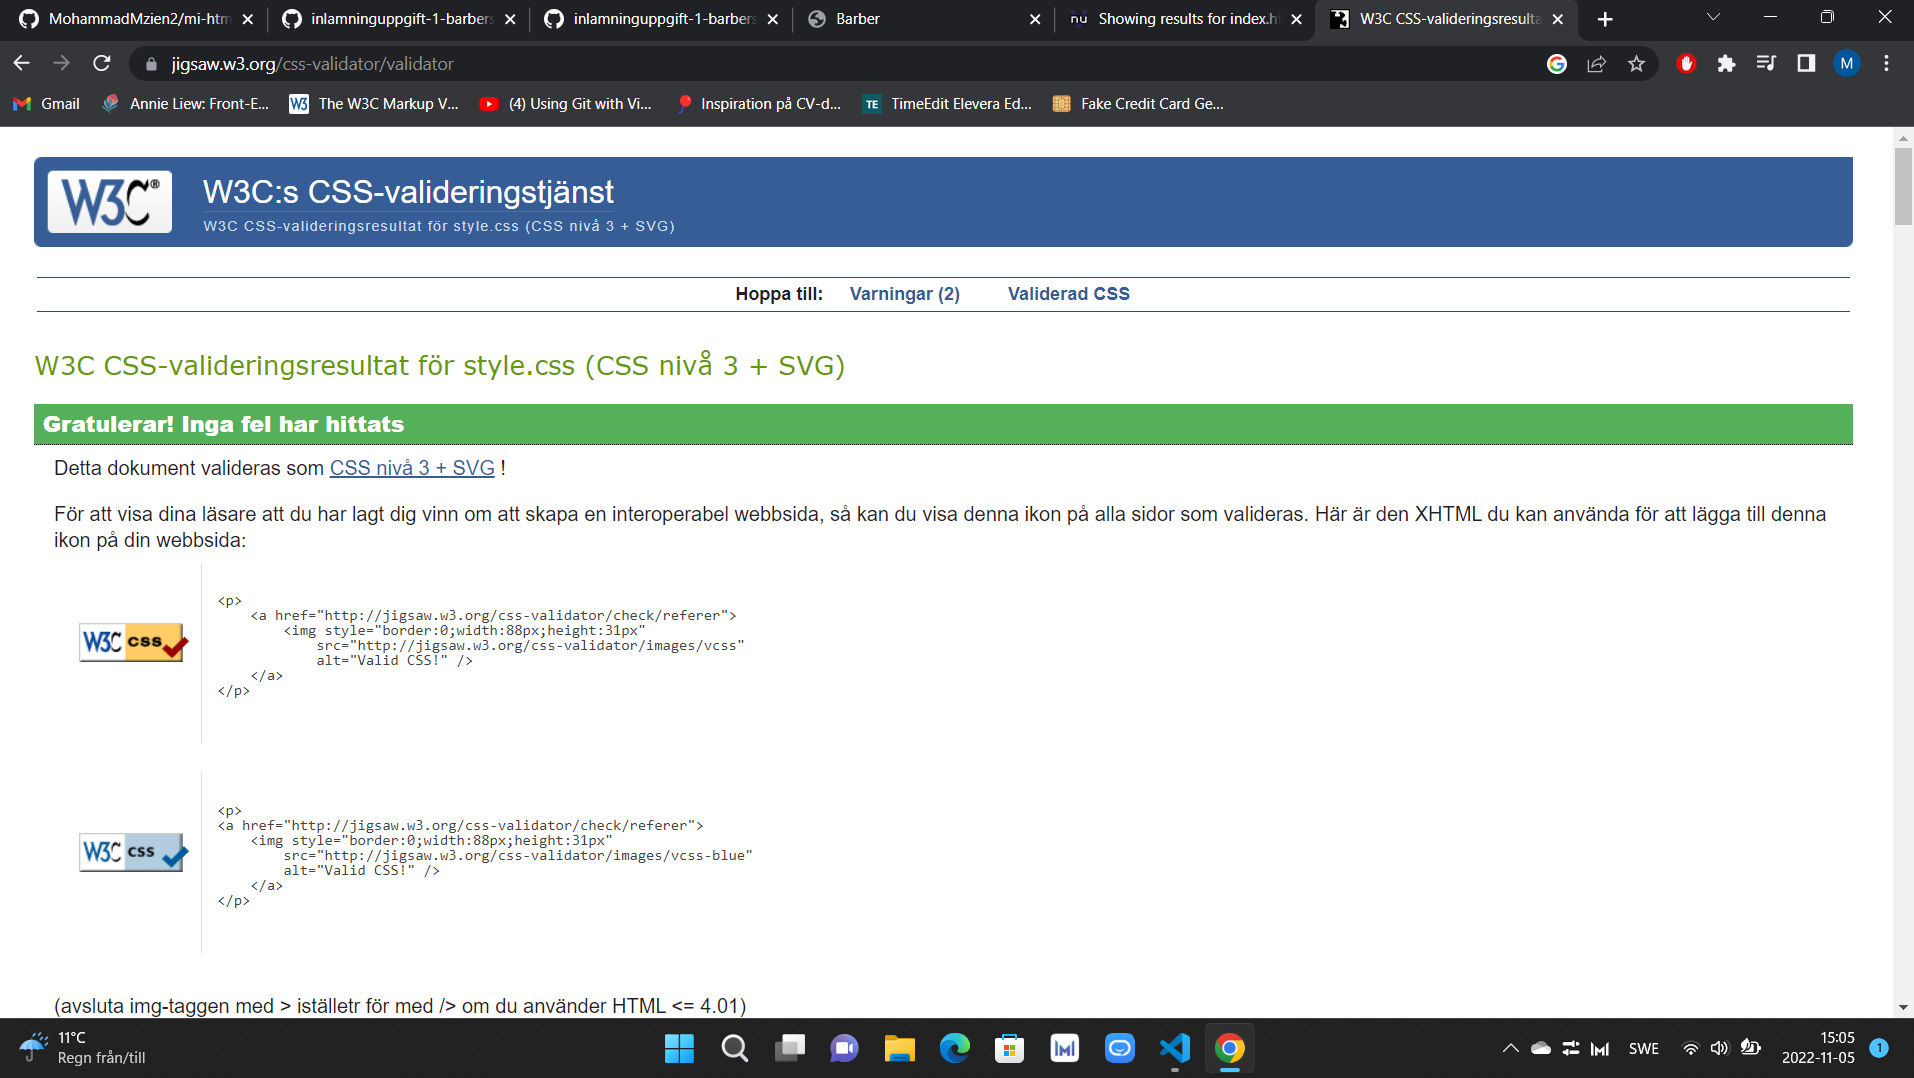 MohammadMzien2/mi-htm
inlamninguppgift-1-barbers
inlamninguppgift-1-barbers
Barber
Showing results for index.h
W3C CSS-valideringsresulta
jigsaw.w3.org/css-validator/validator
M
Gmail
Annie Liew: Front-E...
The W3C Markup V...
(4) Using Git with Vi...
Inspiration på CV-d...
TE TimeEdit Elevera Ed...
Fake Credit Card Ge...
W3C®
W3C:s CSS-valideringstjänst
W3C CSS-valideringsresultat för style.css (CSS nivå 3 + SVG)
Hoppa till: Varningar (2) Validerad CSS
W3C CSS-valideringsresultat för style.css (CSS nivå 3 + SVG)
Gratulerar! Inga fel har hittats
Detta dokument valideras som CSS nivå 3 + SVG !
För att visa dina läsare att du har lagt dig vinn om att skapa en interoperabel webbsida, så kan du visa denna ikon på alla sidor som valideras. Här är den XHTML du kan använda för att lägga till denna
ikon på din webbsida:
<p>
<a href="http://jigsaw.w3.org/css-validator/check/referer">
<img style="border:0;width:88px;height:31px"
src="http://jigsaw.w3.org/css-validator/images/vcss"
alt="Valid CSS!" />
</a>
</p>
W3C css
<p>
<a href="http://jigsaw.w3.org/css-validator/check/referer">
<img style="border:0;width:88px;height:31px"
src="http://jigsaw.w3.org/css-validator/images/vcss-blue"
alt="Valid CSS!" />
</a>
</p>
W3C css
(avsluta img-taggen med > iställetr för med /> om du använder HTML <= 4.01)
11°C
Regn från/till
SWE
15:05
2022-11-05
1